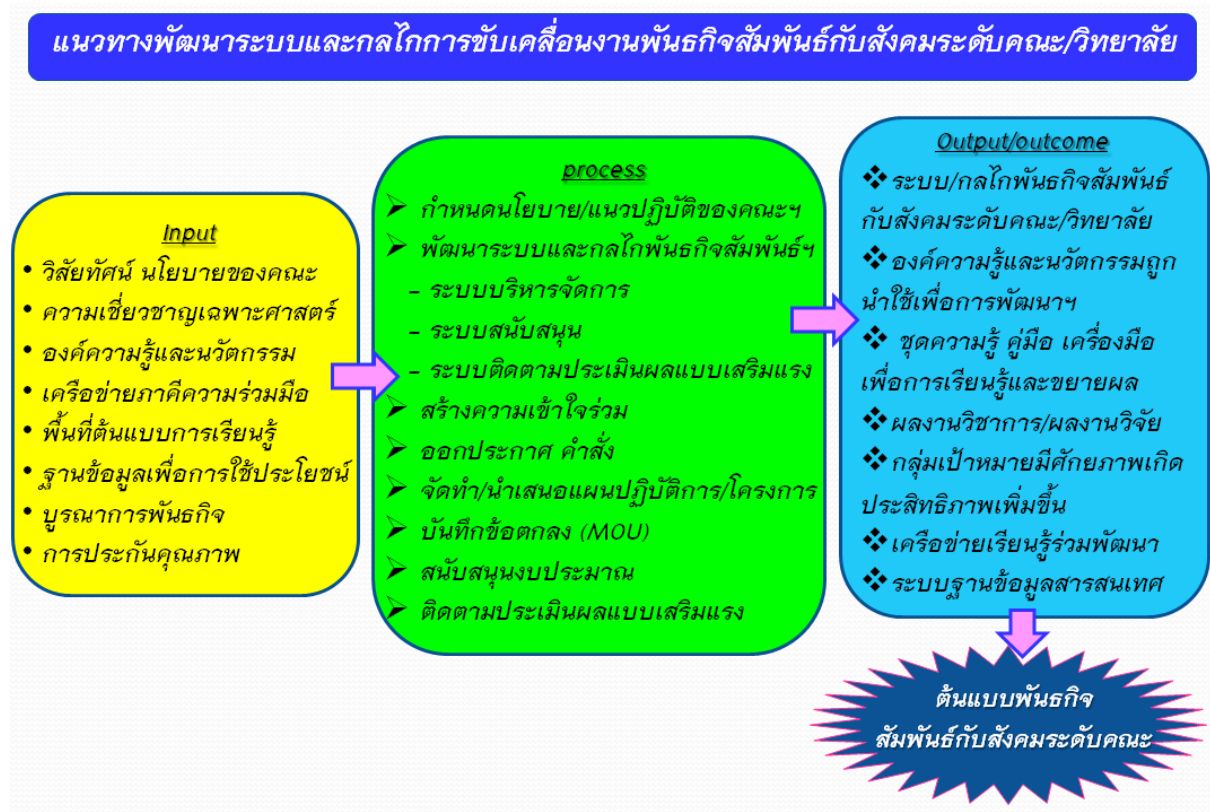 แนวทางพัฒนาระบบและกลไกการขับเคลื่อนงานพันธกิจสัมพันธ์กับสังคมระดับคณะ/วิทยาลัย
Input
• วิสัยทัศน์ นโยบายของคณะ
• ความเชี่ยวชาญเฉพาะศาสตร์
• องค์ความรู้และนวัตกรรม
• เครือข่ายภาคีความร่วมมือ
• พื้นที่ต้นแบบการเรียนรู้
• ฐานข้อมูลเพื่อการใช้ประโยชน์
• บูรณาการพันธกิจ
• การประกันคุณภาพ
process
➢ กำหนดนโยบาย/แนวปฏิบัติของคณะฯ
➢ พัฒนาระบบและกลไกพันธกิจสัมพันธ์ฯ
– ระบบบริหารจัดการ
– ระบบสนับสนุน
– ระบบติดตามประเมินผลแบบเสริมแรง
➢ สร้างความเข้าใจร่วม
➢ ออกประกาศ คำสั่ง
➢ จัดทำ/นำเสนอแผนปฏิบัติการ/โครงการ
➢ บันทึกข้อตกลง (MOU)
➢ สนับสนุนงบประมาณ
➢ ติดตามประเมินผลแบบเสริมแรง
Output/outcome
❖ ระบบ/กลไกพันธกิจสัมพันธ์
กับสังคมระดับคณะ/วิทยาลัย
❖ องค์ความรู้และนวัตกรรมถูก
นำใช้เพื่อการพัฒนาฯ
❖ ชุดความรู้ คู่มือ เครื่องมือ
เพื่อการเรียนรู้และขยายผล
❖ ผลงานวิชาการ/ผลงานวิจัย
❖ กลุ่มเป้าหมายมีศักยภาพเกิด
ประสิทธิภาพเพิ่มขึ้น
❖ เครือข่ายเรียนรู้ร่วมพัฒนา
❖ ระบบฐานข้อมูลสารสนเทศ
ต้นแบบพันธกิจ
สัมพันธ์กับสังคมระดับคณะ